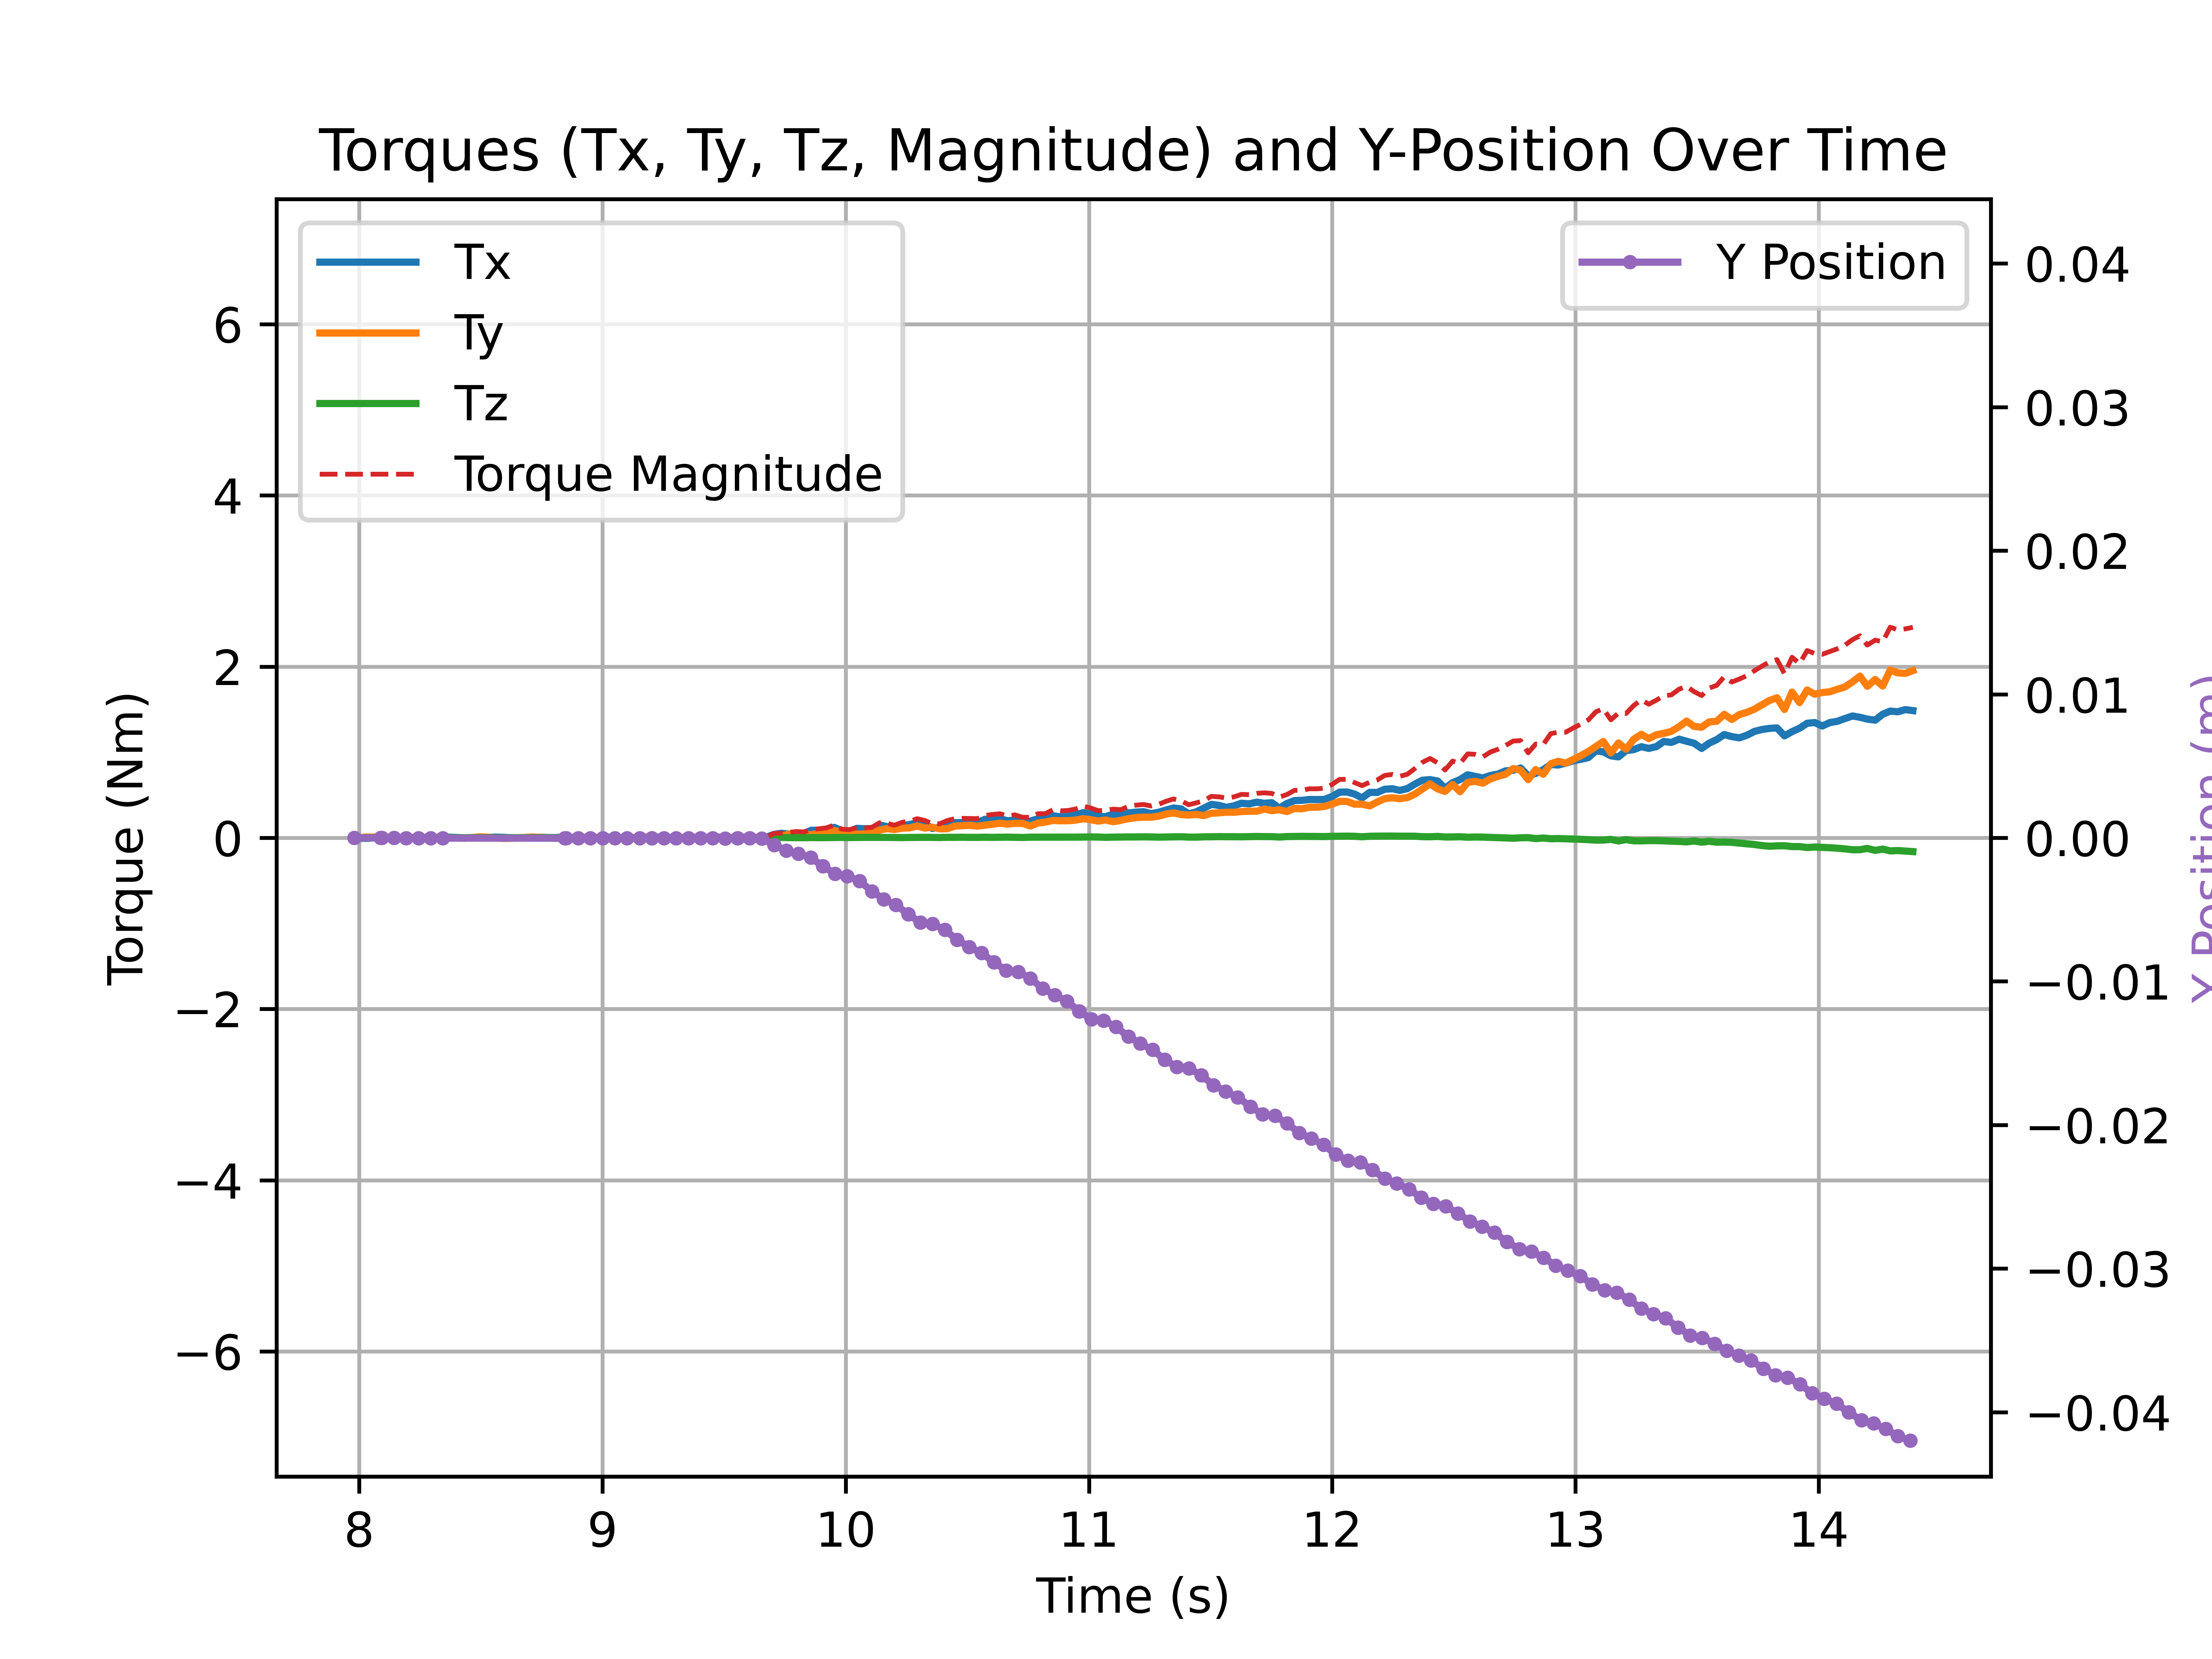 Torques (Tx, Ty, Tz, Magnitude) and Y-Position Over Time
Tx
Ty
Tz
Torque Magnitude
Y Position
6
4
2
0
−2
−4
−6
Torque (Nm)
0.04
0.03
0.02
0.01
0.00
−0.01
−0.02
−0.03
−0.04
Y Position (m)
8 9 10 11 12 13 14
Time (s)